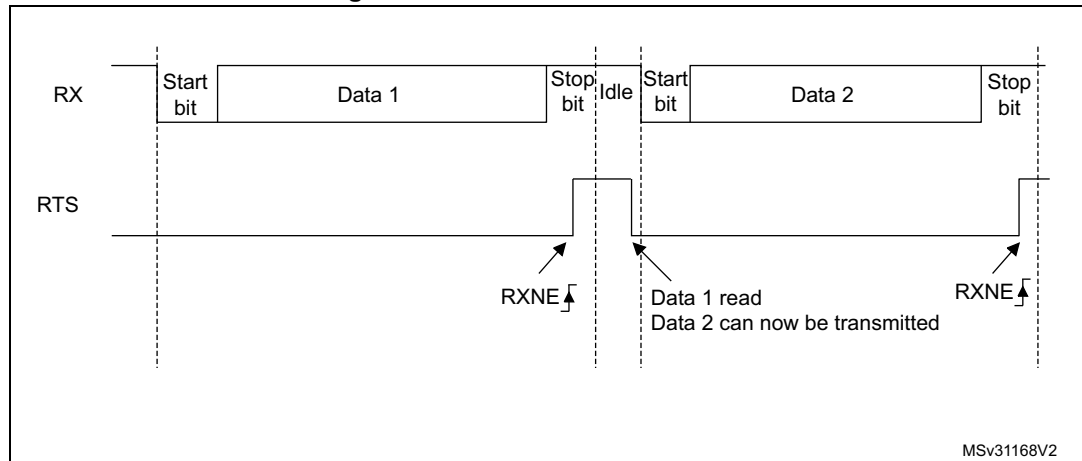 RX
Start
bit
Data 1
Stop
bit
Idle
Start
bit
Data 2
Stop
bit
RTS
RXNE
Data 1 read
Data 2 can now be transmitted
RXNE
MSv31168V2